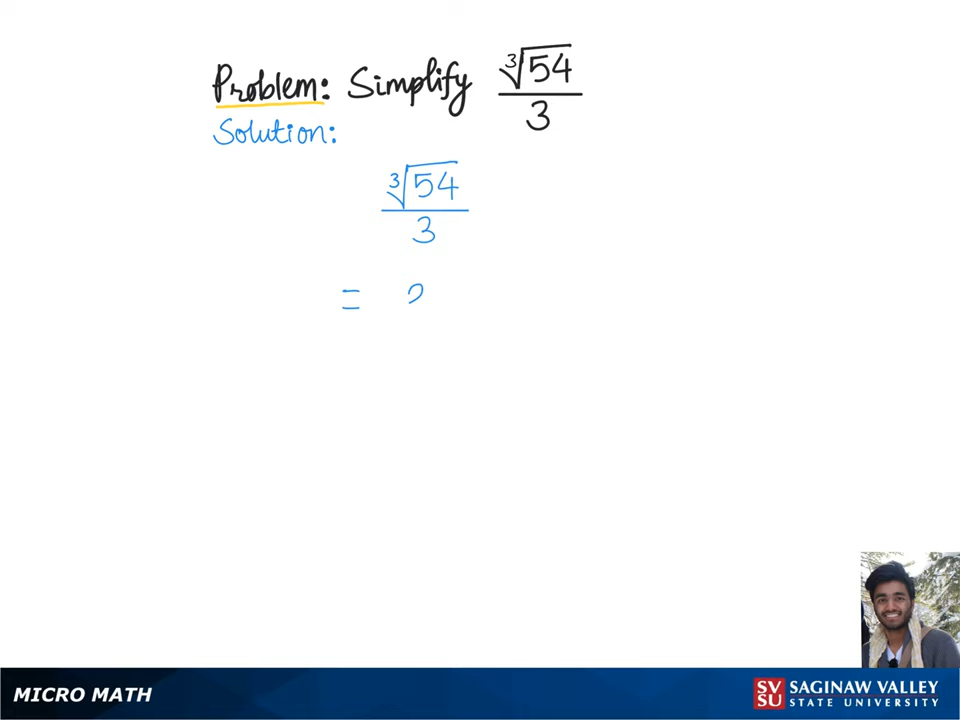 Problem: Simplify ∛54
3
Solution:
∛54
3
=
MICRO MATH
SVSU SAGINAW VALLEY
STATE UNIVERSITY